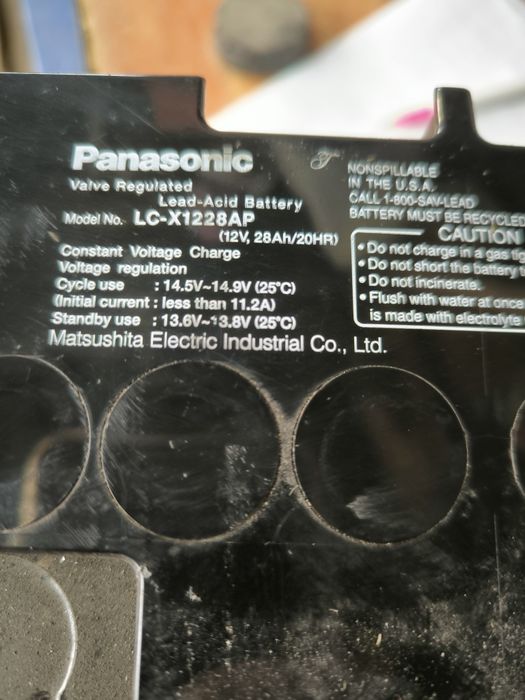 Panasonic
Valve Regulated
Lead-Acid Battery
Model No. LC-X1228AP
(12V, 28Ah/20HR)
Constant Voltage Charge
Voltage regulation
Cycle use : 14.5V~14.9V (25°C)
(Initial current : less than 11.2A)
Standby use : 13.6V~13.8V (25°C)
Matsushita Electric Industrial Co., Ltd.
NONSPILLABLE
IN THE U.S.A.
CALL 1-800-SAV-LEAD
BATTERY MUST BE RECYCLED
CAUTION
• Do not charge in a gas
• Do not short the battery
• Do not incinerate.
• Flush with water at once
is made with electrolyte